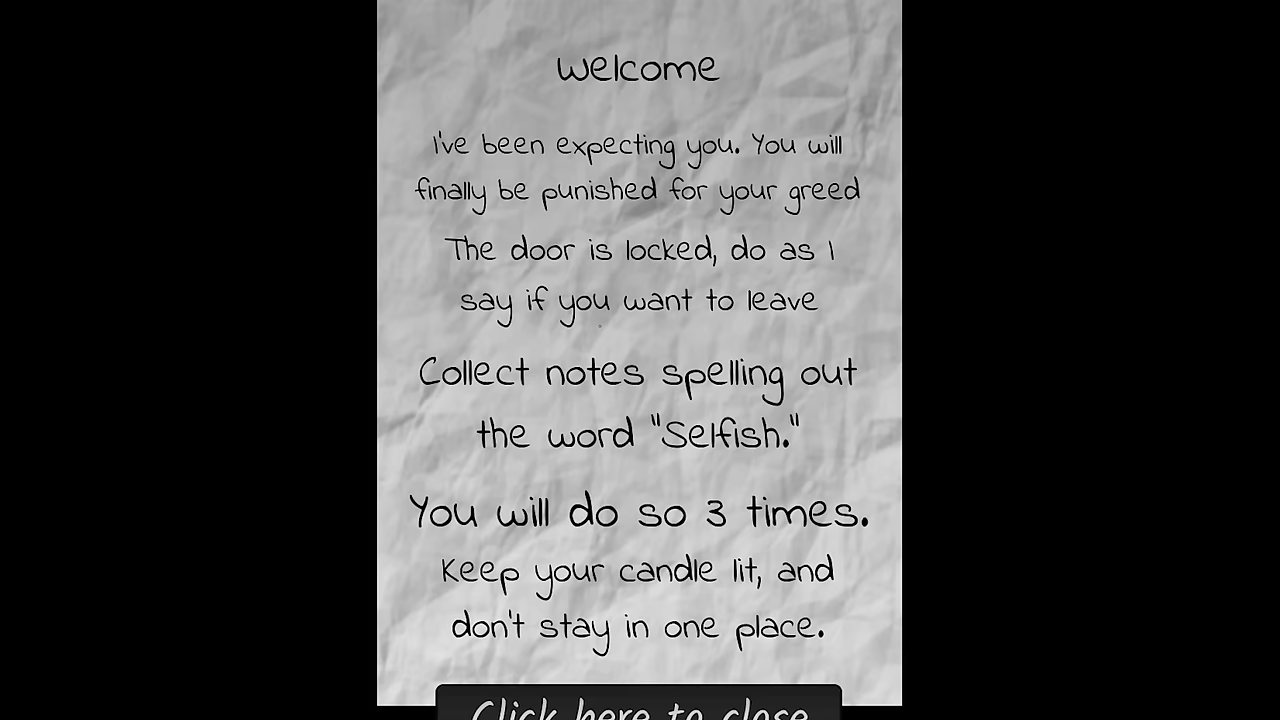 Welcome
I've been expecting you. You will
finally be punished for your greed
The door is locked, do as I
say if you want to leave
Collect notes spelling out
the word "Selfish."
You will do so 3 times.
Keep your candle lit, and
don't stay in one place.
Click here to close